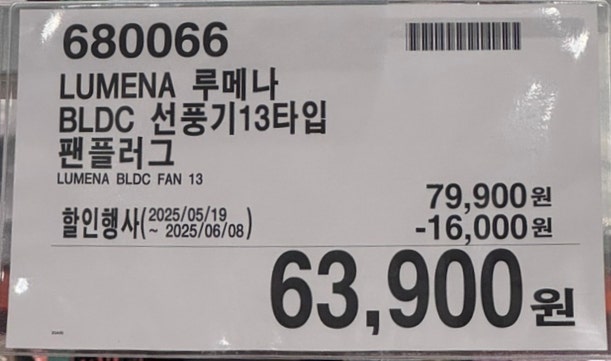 680066
LUMENA 루메나
BLDC 선풍기13타입
팬플러그
LUMENA BLDC FAN 13
79,900원
할인행사(2025/05/19 ~ 2025/06/08) -16,000원
63,900원